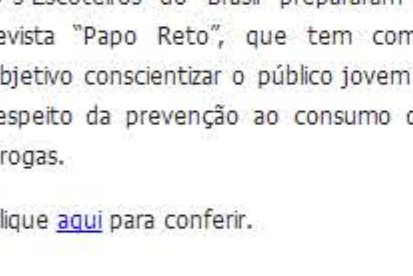 s Escoteiros do Brasil prepararam
evista "Papo Reto", que tem com
bjetivo conscientizar o público jovem
espeito da prevenção ao consumo d
rogas.
lique aqui para conferir.